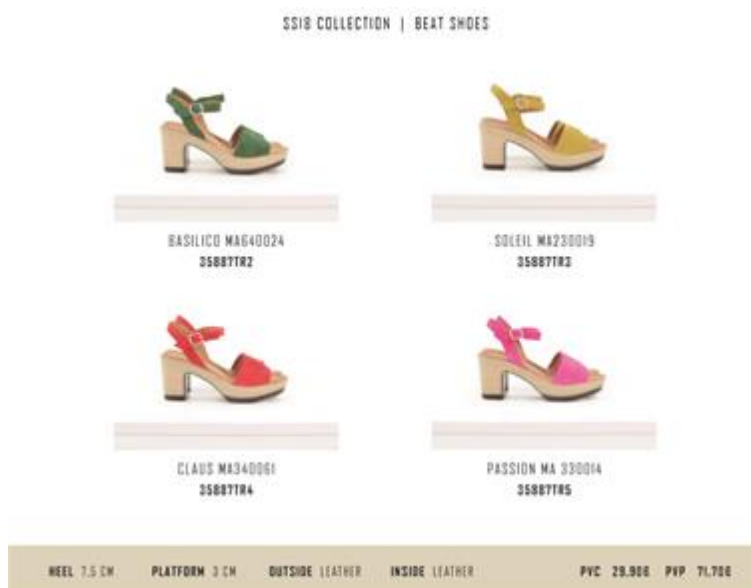 SS18 COLLECTION | BEAT SHOES
BASILICO MA640024
35887TR2
SOLEIL MA230019
35887TR3
CLAUS MA340061
35887TR4
PASSION MA 330014
35887TR5
HEEL 7.5 CM PLATFORM 3 CM OUTSIDE LEATHER INSIDE LEATHER PVC 29,90€ PVP 71,70€